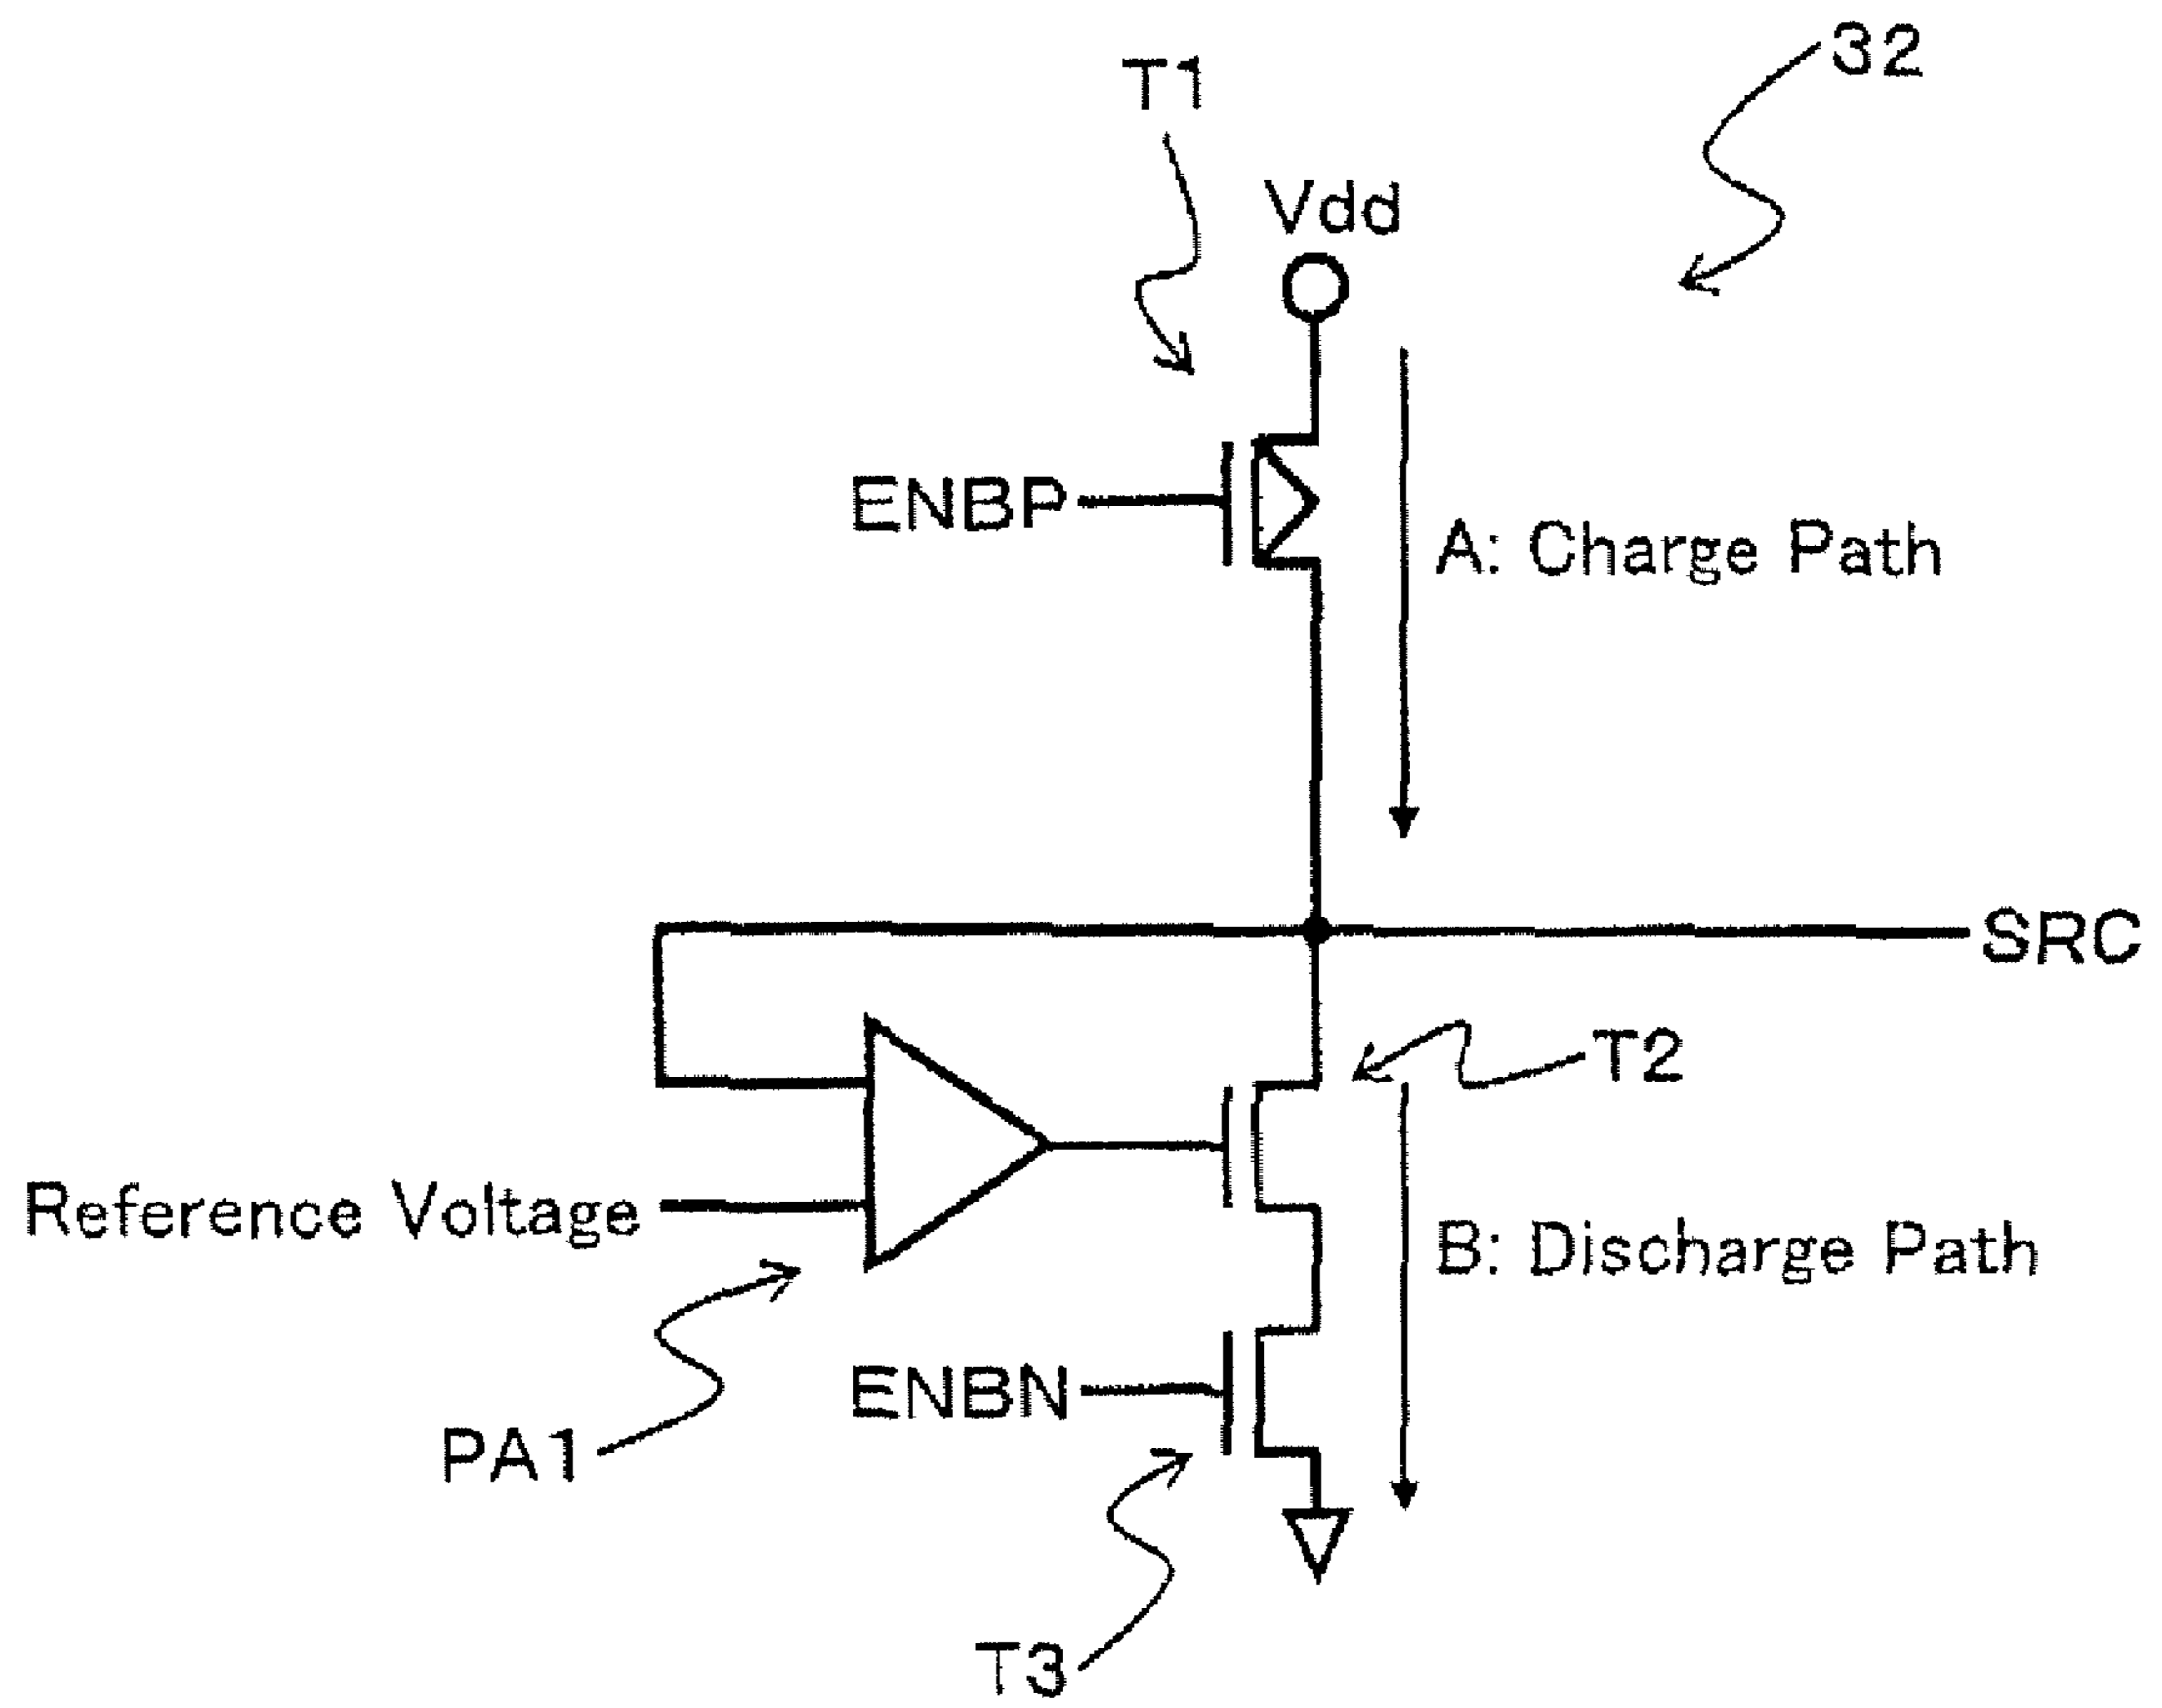 32
T1
Vdd
ENBP
A: Charge Path
SRC
T2
Reference Voltage
B: Discharge Path
ENBN
PA1
T3